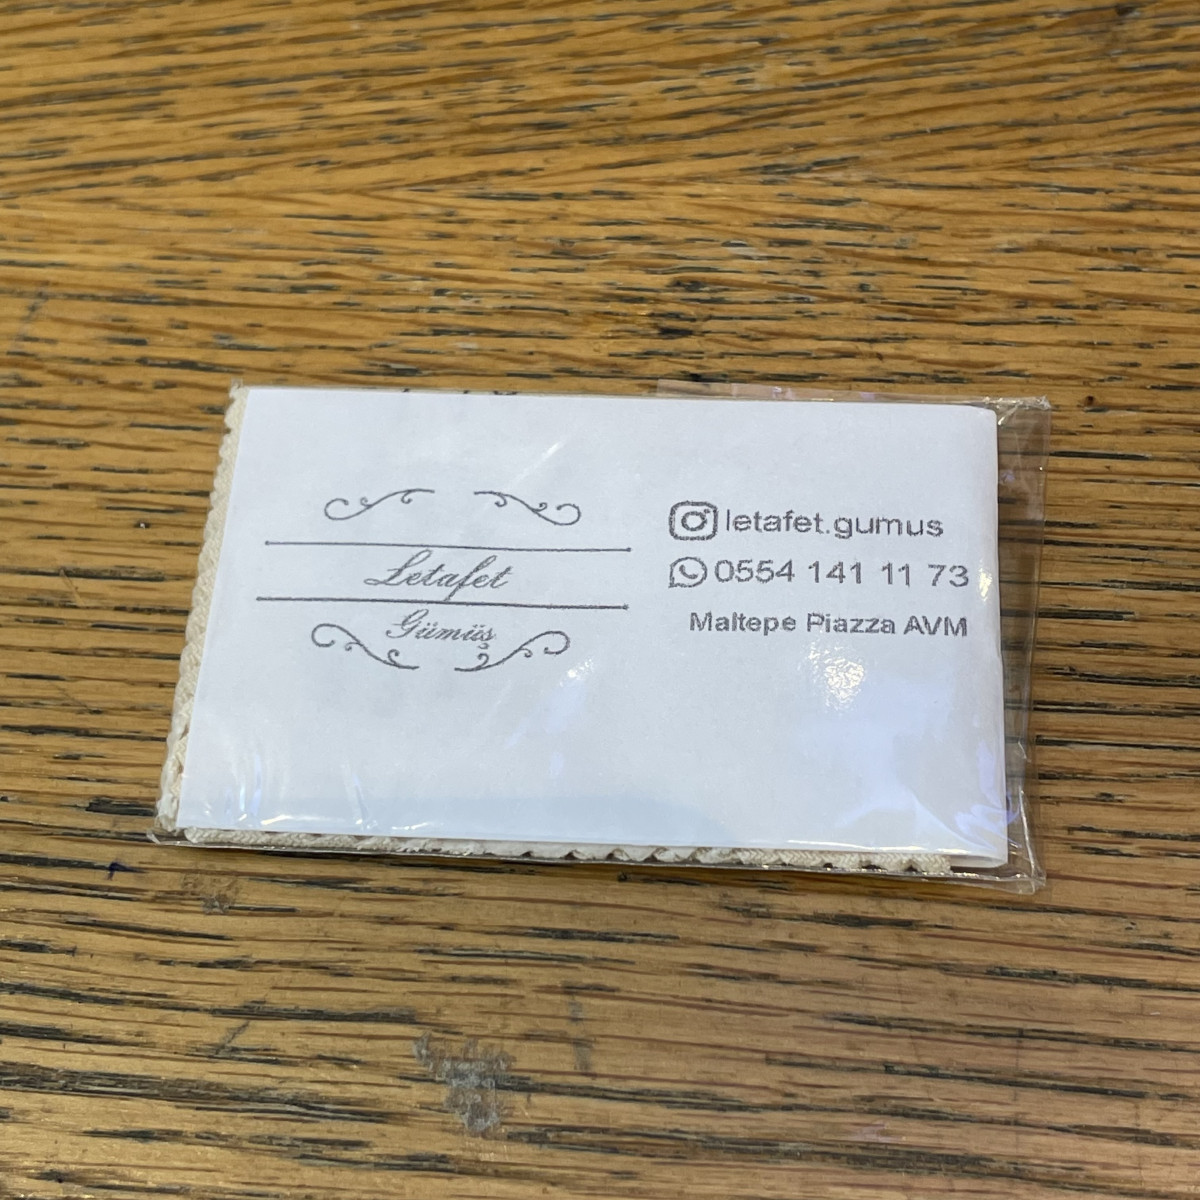 Letafet
Gümüş
letafet.gumus
0554 141 11 73
Maltepe Piazza AVM